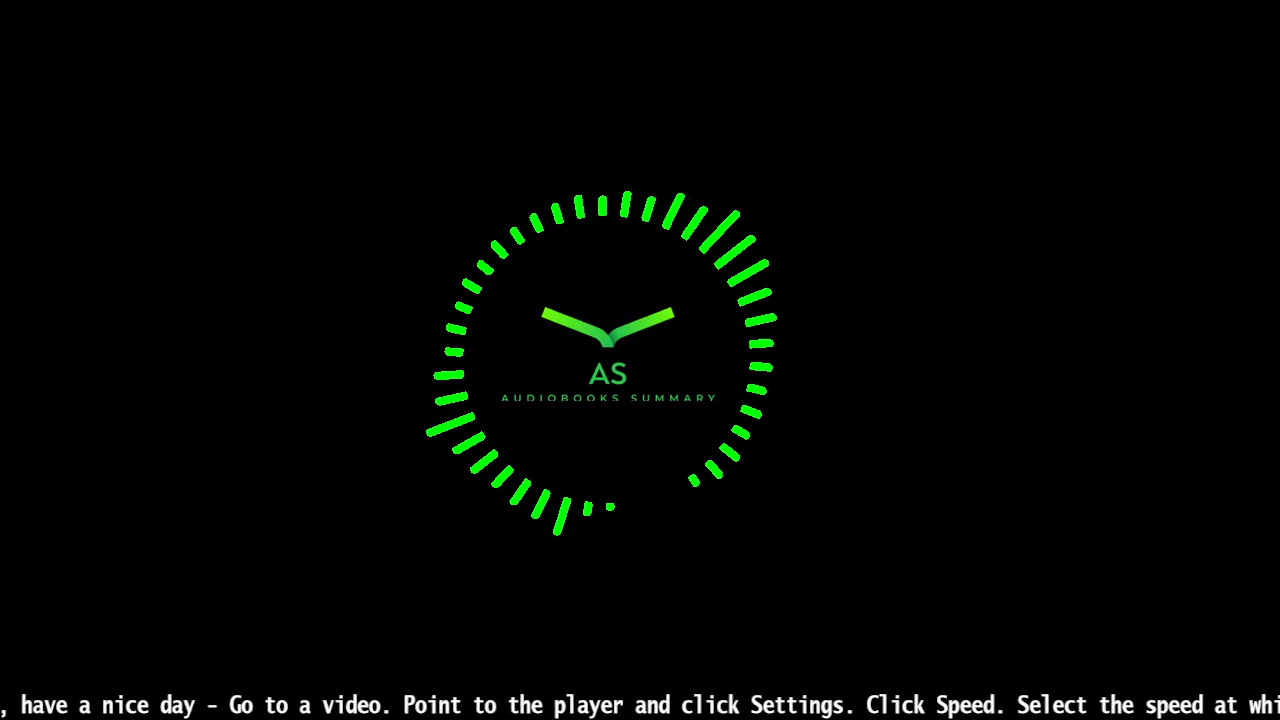 AS
AUDIOBOOKS SUMMARY
, have a nice day - Go to a video. Point to the player and click Settings. Click Speed. Select the speed at